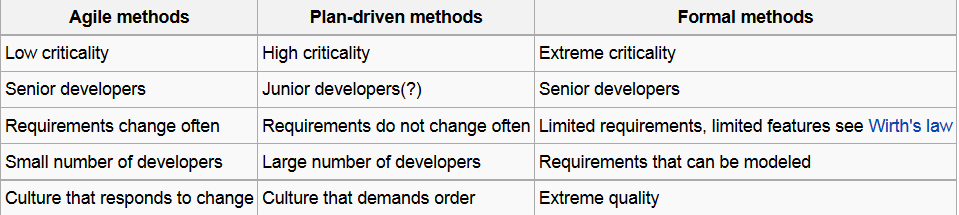 Agile methods Plan-driven methods Formal methods
Low criticality High criticality Extreme criticality
Senior developers Junior developers(?) Senior developers
Requirements change often Requirements do not change often Limited requirements, limited features see Wirth's law
Small number of developers Large number of developers Requirements that can be modeled
Culture that responds to change Culture that demands order Extreme quality